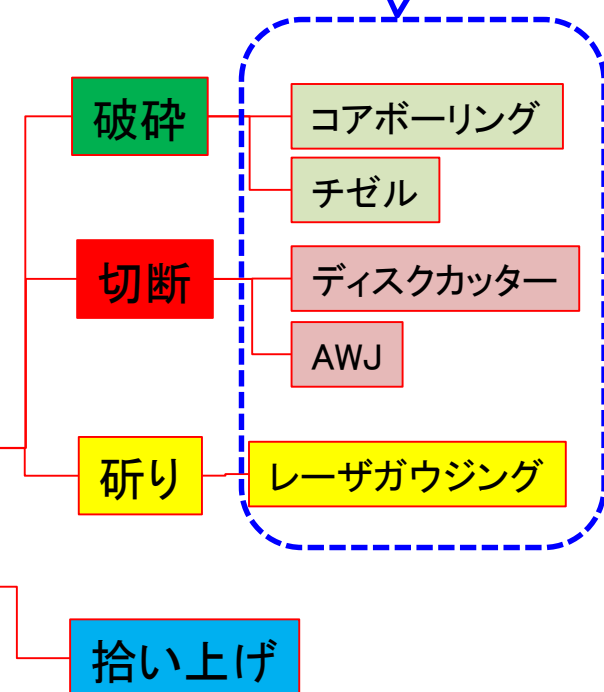 破砕
コアボーリング
チゼル
切断
ディスクカッター
AWJ
斫り
レーザガウジング
拾い上げ